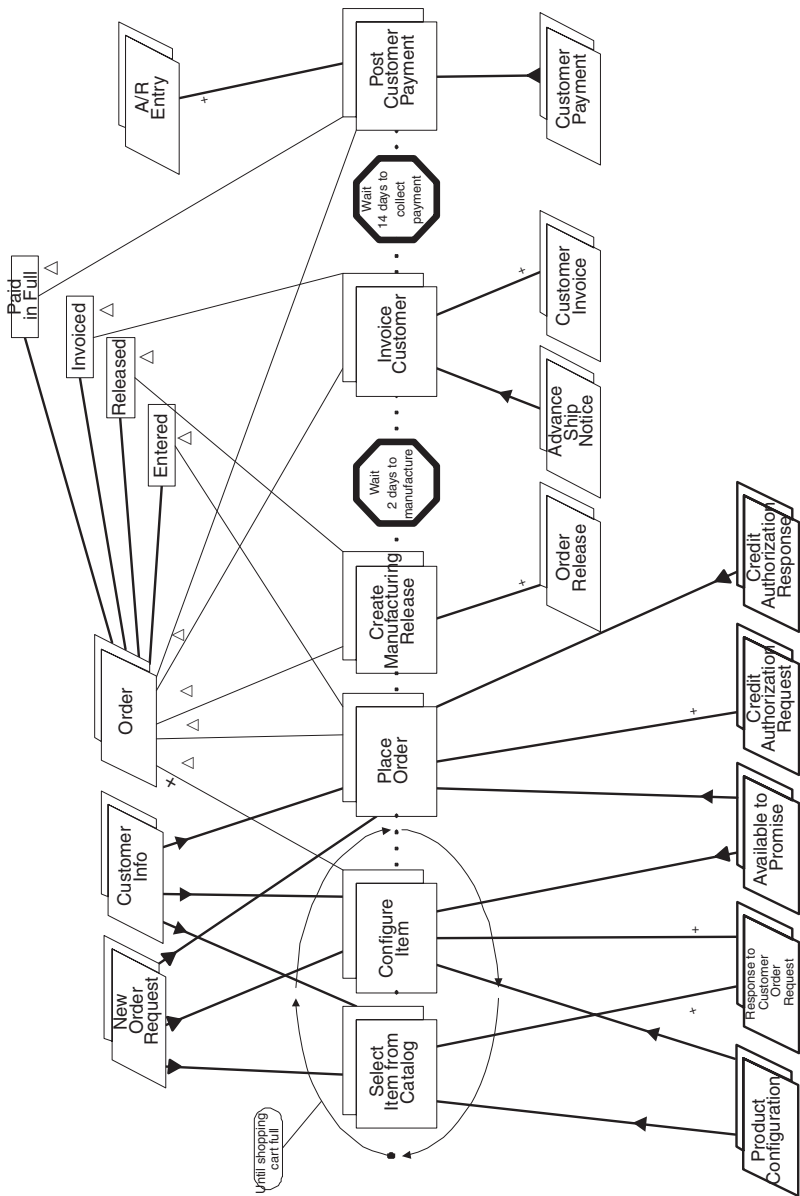 Paid
in Full
Invoiced
Released
Entered
New
Order
Request
Customer
Info
Order
A/R
Entry
+
+
Until shopping
cart full
Select
Item from
Catalog
Configure
Item
Place
Order
Create
Manufacturing
Release
Wait
2 days to
manufacture
Invoice
Customer
Wait
14 days to
collect
payment
Post
Customer
Payment
+
+
Order
Release
Advance
Ship
Notice
Customer
Invoice
Customer
Payment
+
+
+
Product
Configuration
Response to
Customer
Order
Request
Available to
Promise
Credit
Authorization
Request
Credit
Authorization
Response